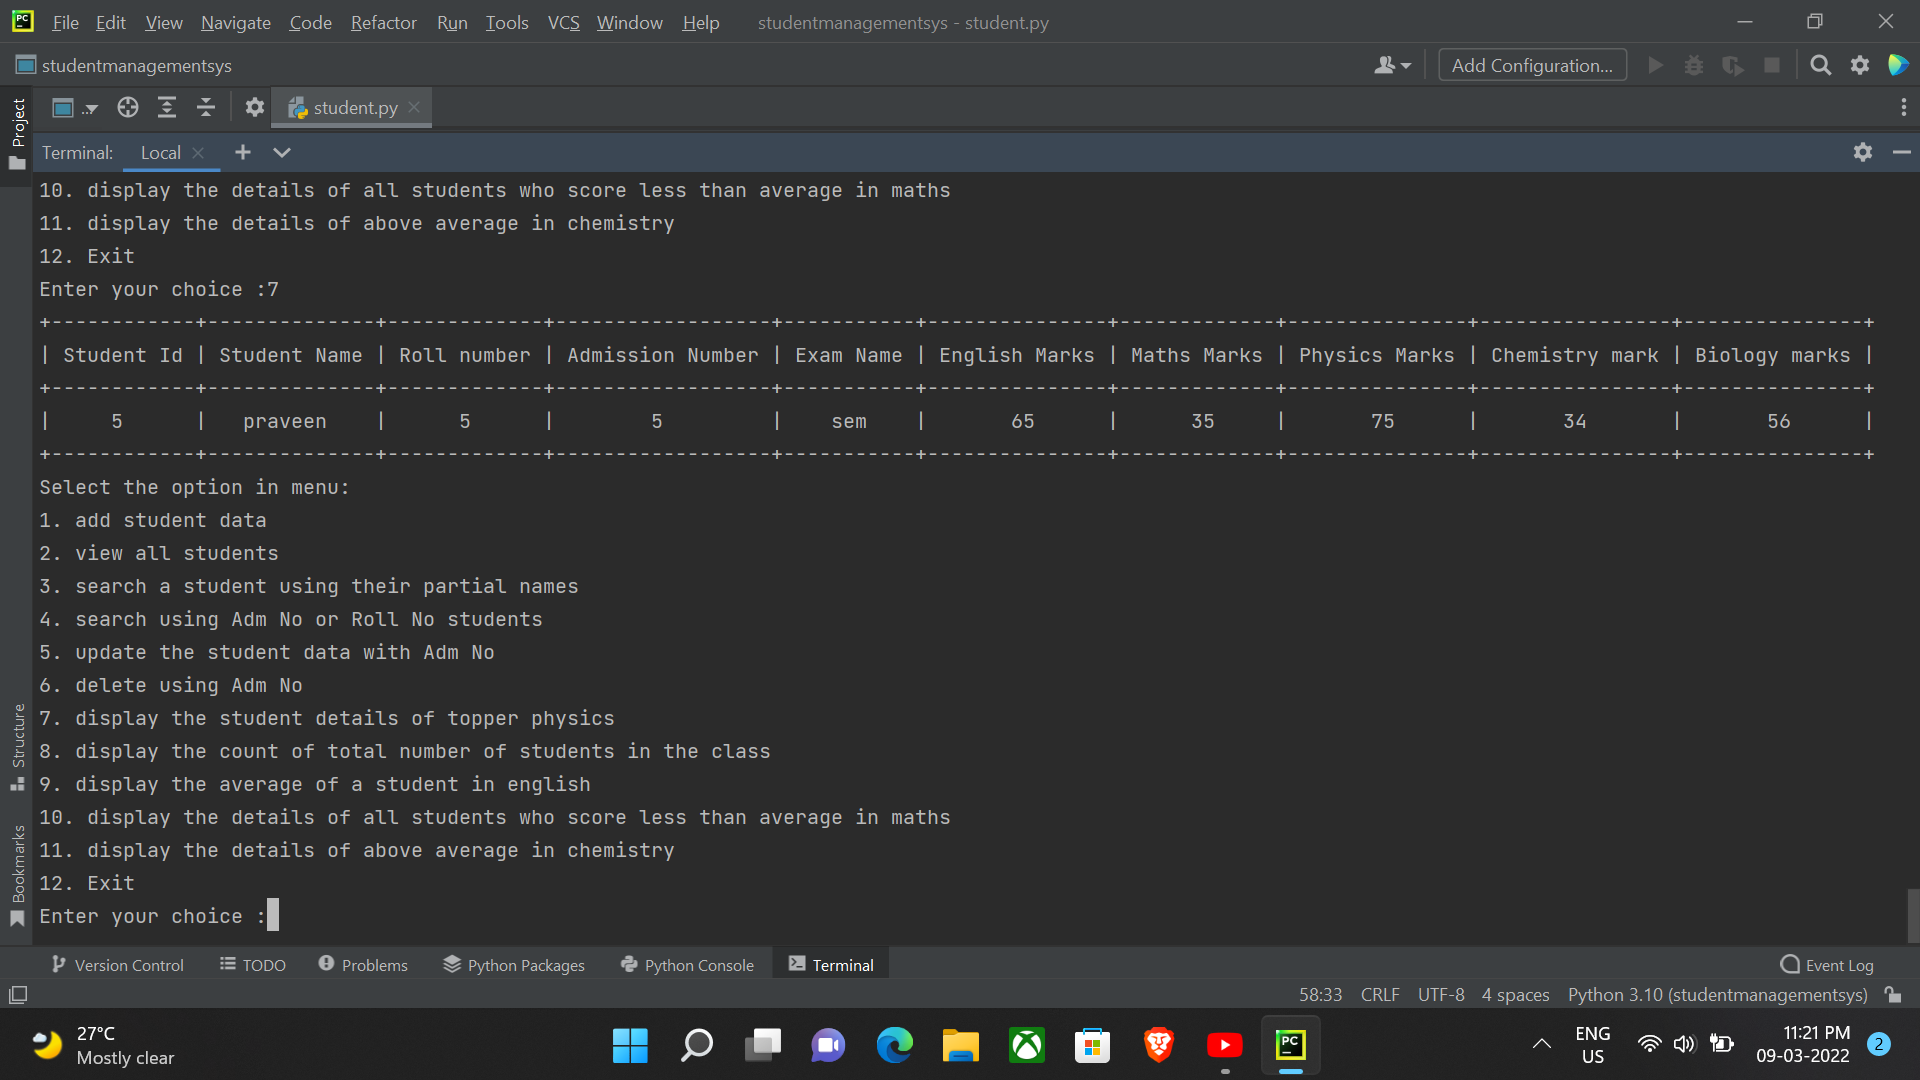 PC File Edit View Navigate Code Refactor Run Tools VCS Window Help studentmanagementsys - student.py
studentmanagementsys Add Configuration...
Project student.py
Terminal: Local
10. display the details of all students who score less than average in maths
11. display the details of above average in chemistry
12. Exit
Enter your choice :7
+------------+--------------+-------------+------------------+-----------+---------------+-------------+---------------+----------------+---------------+
| Student Id | Student Name | Roll number | Admission Number | Exam Name | English Marks | Maths Marks | Physics Marks | Chemistry mark | Biology marks |
+------------+--------------+-------------+------------------+-----------+---------------+-------------+---------------+----------------+---------------+
| 5 | praveen | 5 | 5 | sem | 65 | 35 | 75 | 34 | 56 |
+------------+--------------+-------------+------------------+-----------+---------------+-------------+---------------+----------------+---------------+
Select the option in menu:
1. add student data
2. view all students
3. search a student using their partial names
4. search using Adm No or Roll No students
5. update the student data with Adm No
6. delete using Adm No
7. display the student details of topper physics
8. display the count of total number of students in the class
9. display the average of a student in english
10. display the details of all students who score less than average in maths
11. display the details of above average in chemistry
12. Exit
Enter your choice :
Structure
Bookmarks
Version Control TODO Problems Python Packages Python Console Terminal Event Log
58:33 CRLF UTF-8 4 spaces Python 3.10 (studentmanagementsys)
27°C
Mostly clear
PC
ENG
US
11:21 PM
09-03-2022
2